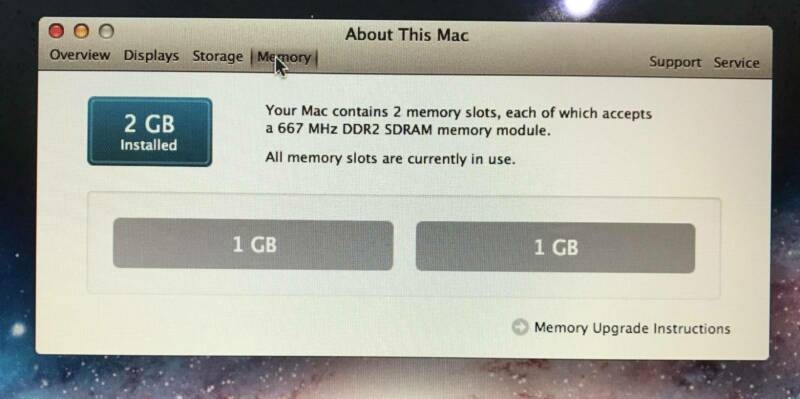 About This Mac
Overview Displays Storage Memory Support Service
2 GB
Installed
Your Mac contains 2 memory slots, each of which accepts
a 667 MHz DDR2 SDRAM memory module.
All memory slots are currently in use.
1 GB 1 GB
Memory Upgrade Instructions